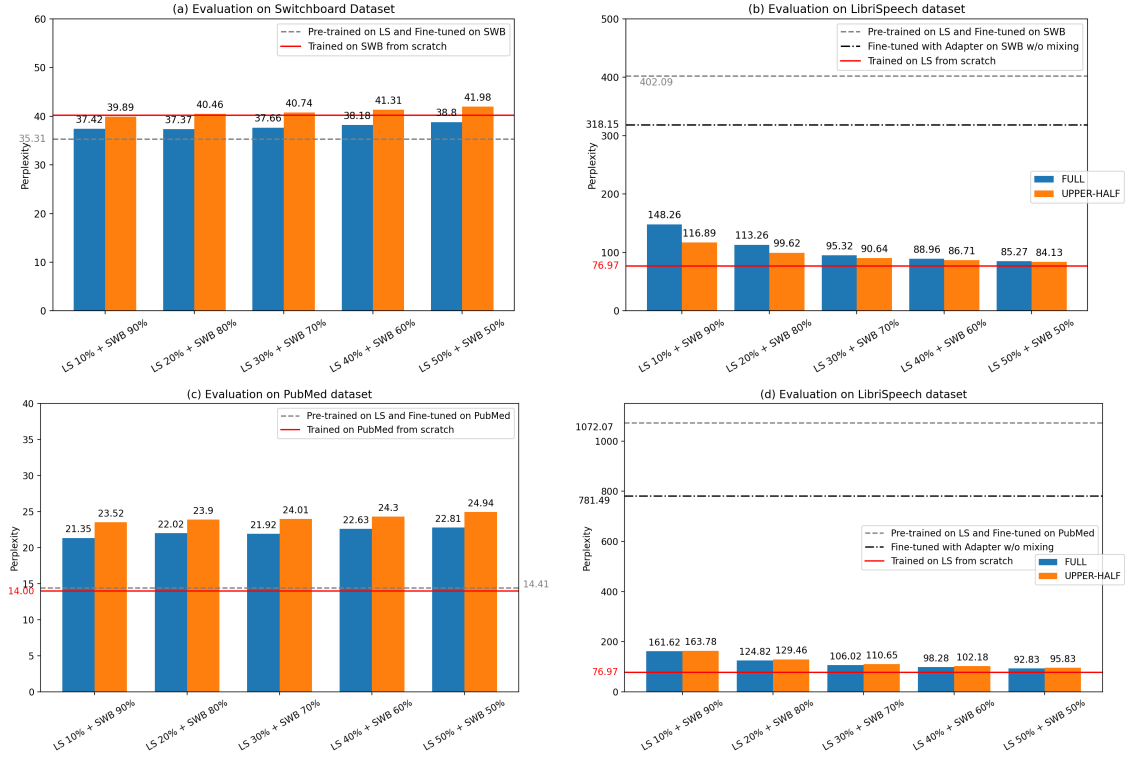 (a) Evaluation on Switchboard Dataset
Perplexity
60
50
40
30
20
10
0
35.31
Pre-trained on LS and Fine-tuned on SWB
Trained on SWB from scratch
37.42 39.89 37.37 40.46 37.66 40.74 38.18 41.31 38.8 41.98
LS 10% + SWB 90% LS 20% + SWB 80% LS 30% + SWB 70% LS 40% + SWB 60% LS 50% + SWB 50%
(b) Evaluation on LibriSpeech dataset
Perplexity
500
400
300
200
100
0
Pre-trained on LS and Fine-tuned on SWB
Fine-tuned with Adapter on SWB w/o mixing
Trained on LS from scratch
402.09
318.15
76.97
FULL
UPPER-HALF
148.26 116.89 113.26 99.62 95.32 90.64 88.96 86.71 85.27 84.13
LS 10% + SWB 90% LS 20% + SWB 80% LS 30% + SWB 70% LS 40% + SWB 60% LS 50% + SWB 50%
(c) Evaluation on PubMed dataset
Perplexity
40
35
30
25
20
15
10
5
0
14.00
14.41
Pre-trained on LS and Fine-tuned on PubMed
Trained on PubMed from scratch
21.35 23.52 22.02 23.9 21.92 24.01 22.63 24.3 22.81 24.94
LS 10% + SWB 90% LS 20% + SWB 80% LS 30% + SWB 70% LS 40% + SWB 60% LS 50% + SWB 50%
(d) Evaluation on LibriSpeech dataset
Perplexity
1000
800
600
400
200
0
1072.07
781.49
76.97
Pre-trained on LS and Fine-tuned on PubMed
Fine-tuned with Adapter w/o mixing
Trained on LS from scratch
FULL
UPPER-HALF
161.62 163.78 124.82 129.46 106.02 110.65 98.28 102.18 92.83 95.83
LS 10% + SWB 90% LS 20% + SWB 80% LS 30% + SWB 70% LS 40% + SWB 60% LS 50% + SWB 50%